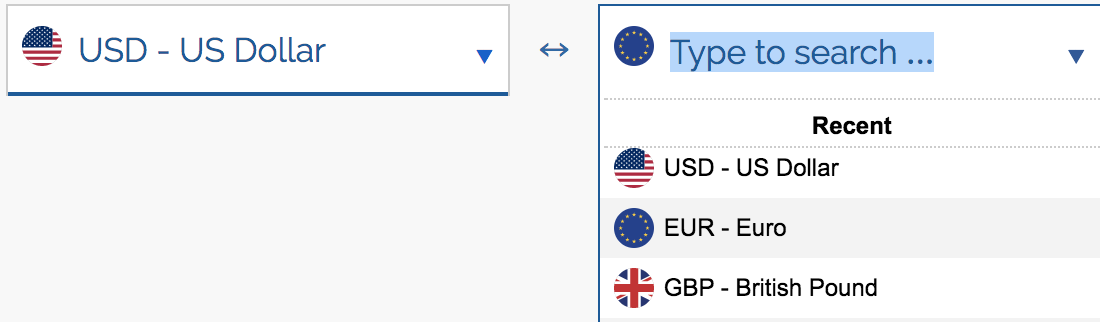 USD - US Dollar
Type to search ...
Recent
USD - US Dollar
EUR - Euro
GBP - British Pound